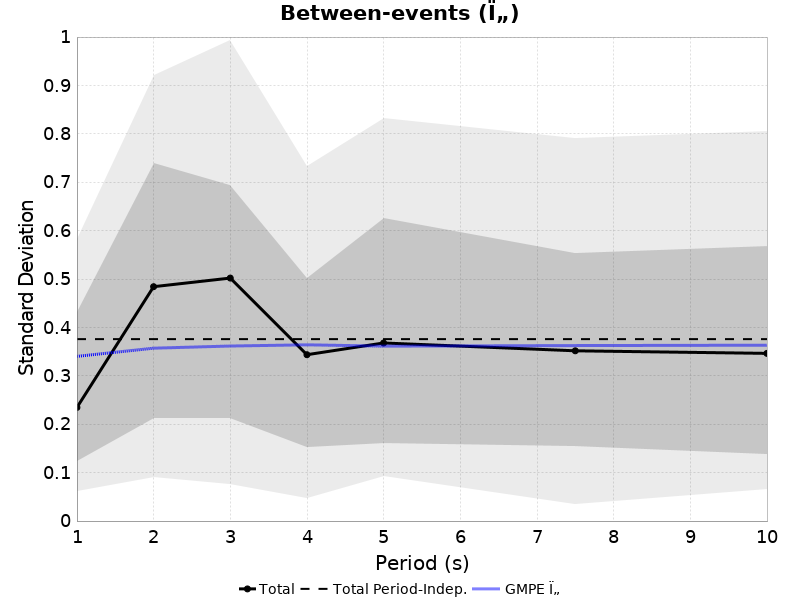 Between-events (Ï„)
1
0.9
0.8
0.7
0.6
0.5
0.4
0.3
0.2
0.1
0
Standard Deviation
1 2 3 4 5 6 7 8 9 10
Period (s)
Total Total Period-Indep. GMPE Ï„